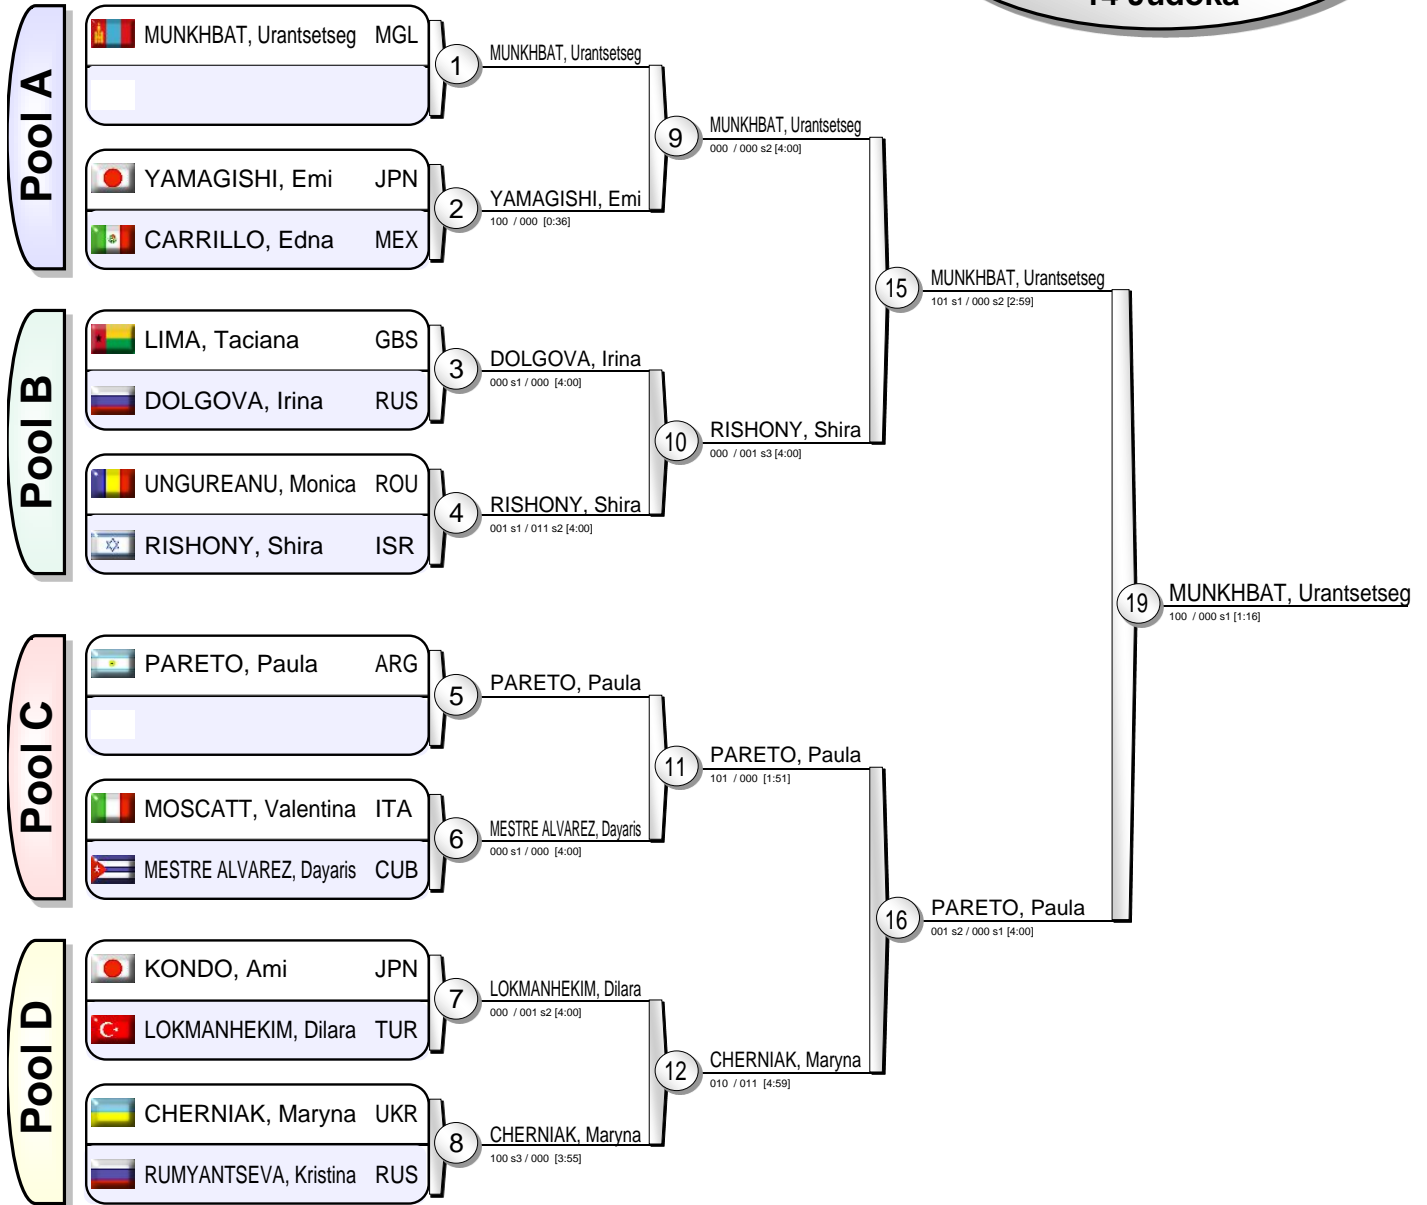 14 Judoka
Pool A
MUNKHBAT, Urantsetseg MGL
1
MUNKHBAT, Urantsetseg
YAMAGISHI, Emi JPN
CARRILLO, Edna MEX
2
YAMAGISHI, Emi
100 / 000 [0:36]
9
MUNKHBAT, Urantsetseg
000 / 000 s2 [4:00]
Pool B
LIMA, Taciana GBS
DOLGOVA, Irina RUS
3
DOLGOVA, Irina
000 s1 / 000 [4:00]
UNGUREANU, Monica ROU
RISHONY, Shira ISR
4
RISHONY, Shira
001 s1 / 011 s2 [4:00]
10
RISHONY, Shira
000 / 001 s3 [4:00]
15
MUNKHBAT, Urantsetseg
101 s1 / 000 s2 [2:59]
Pool C
PARETO, Paula ARG
5
PARETO, Paula
MOSCATT, Valentina ITA
MESTRE ALVAREZ, Dayaris CUB
6
MESTRE ALVAREZ, Dayaris
000 s1 / 000 [4:00]
11
PARETO, Paula
101 / 000 [1:51]
Pool D
KONDO, Ami JPN
LOKMANHEKIM, Dilara TUR
7
LOKMANHEKIM, Dilara
000 / 001 s2 [4:00]
CHERNIAK, Maryna UKR
RUMYANTSEVA, Kristina RUS
8
CHERNIAK, Maryna
100 s3 / 000 [3:55]
12
CHERNIAK, Maryna
010 / 011 [4:59]
16
PARETO, Paula
001 s2 / 000 s1 [4:00]
19
MUNKHBAT, Urantsetseg
100 / 000 s1 [1:16]